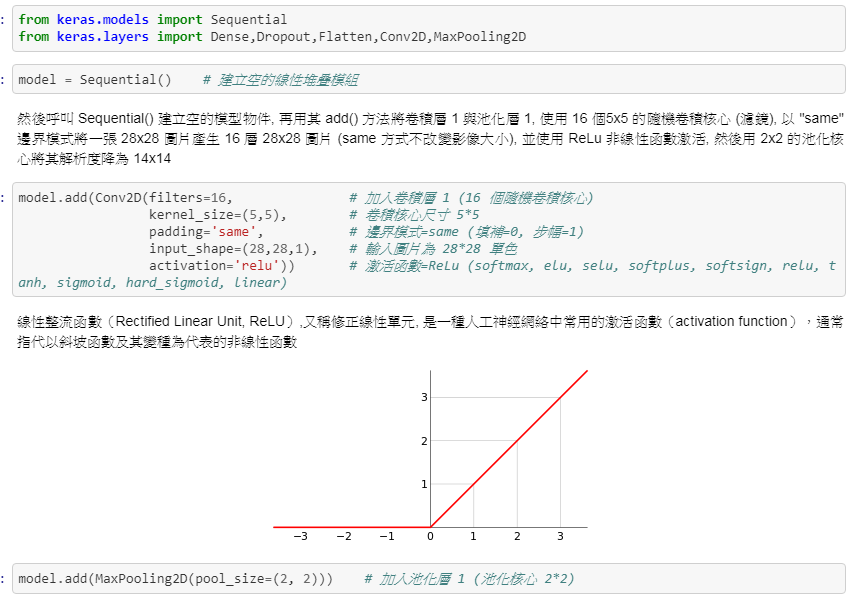 from keras.models import Sequential
from keras.layers import Dense,Dropout,Flatten,Conv2D,MaxPooling2D
model = Sequential()    # 建立空的線性堆疊模組
然後呼叫 Sequential() 建立空的模型物件, 再用其 add() 方法將卷積層 1 與池化層 1, 使用 16 個5x5 的隨機卷積核心 (濾鏡), 以 "same"
邊界模式將一張 28x28 圖片產生 16 層 28x28 圖片 (same 方式不改變影像大小), 並使用 ReLu 非線性函數激活, 然後用 2x2 的池化核
心將其解析度降為 14x14
model.add(Conv2D(filters=16,              # 加入卷積層 1 (16 個隨機卷積核心)
                kernel_size=(5,5),        # 卷積核心尺寸 5*5
                padding='same',           # 邊界模式=same (填補=0, 步幅=1)
                input_shape=(28,28,1),    # 輸入圖片為 28*28 單色
                activation='relu'))       # 激活函數=ReLu (softmax, elu, selu, softplus, softsign, relu, t
anh, sigmoid, hard_sigmoid, linear)
線性整流函數（Rectified Linear Unit, ReLU）,又稱修正線性單元, 是一種人工神經網絡中常用的激活函數（activation function），通常
指代以斜坡函數及其變種為代表的非線性函數
3
2
1
−3 −2 −1 0 1 2 3
model.add(MaxPooling2D(pool_size=(2, 2)))    # 加入池化層 1 (池化核心 2*2)